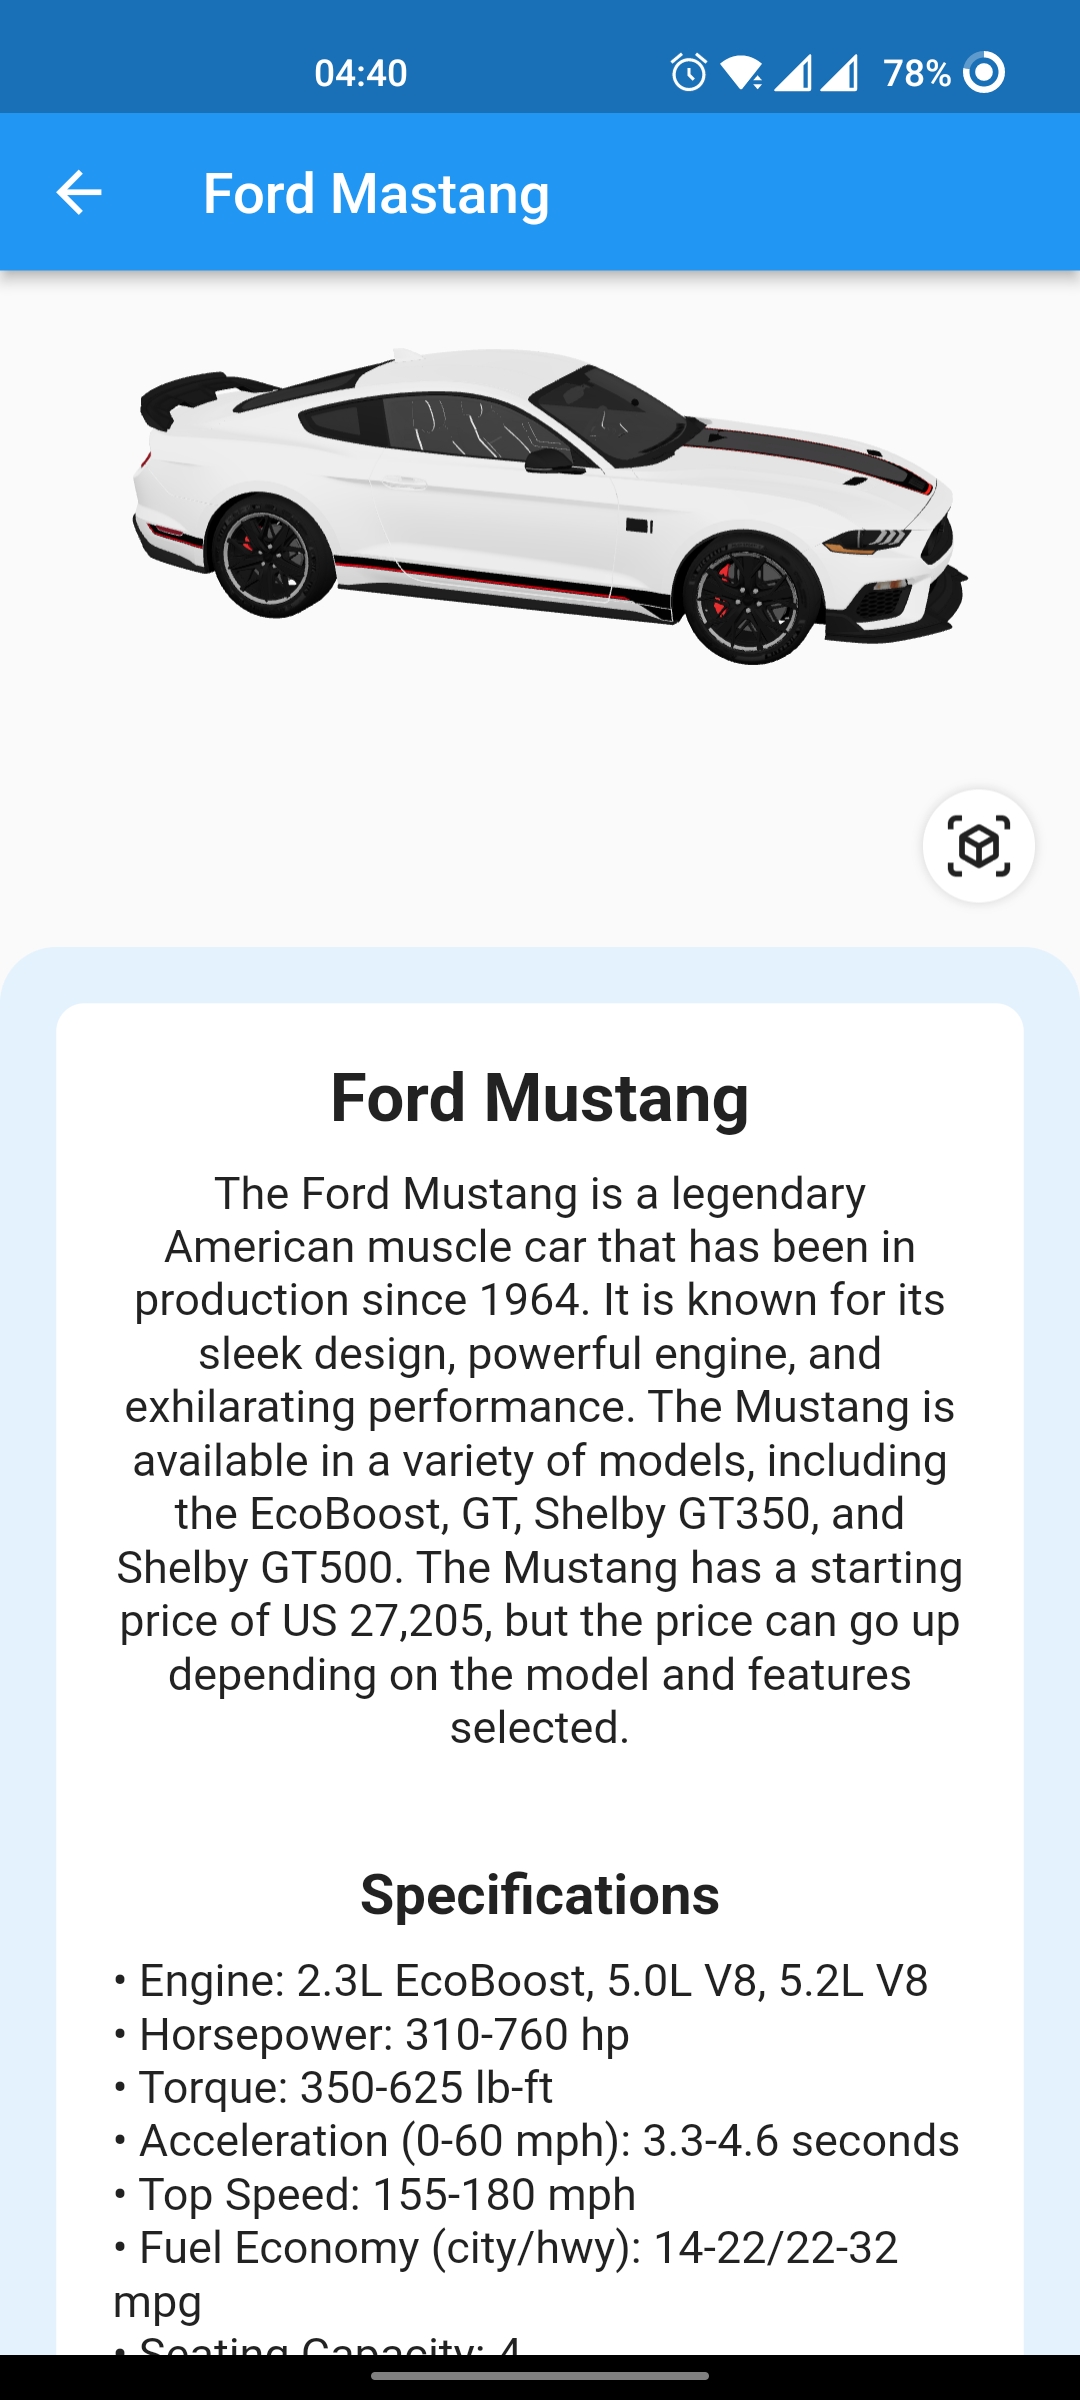 04:40
78%
Ford Mastang
Ford Mustang
The Ford Mustang is a legendary
American muscle car that has been in
production since 1964. It is known for its
sleek design, powerful engine, and
exhilarating performance. The Mustang is
available in a variety of models, including
the EcoBoost, GT, Shelby GT350, and
Shelby GT500. The Mustang has a starting
price of US 27,205, but the price can go up
depending on the model and features
selected.
Specifications
• Engine: 2.3L EcoBoost, 5.0L V8, 5.2L V8
• Horsepower: 310-760 hp
• Torque: 350-625 lb-ft
• Acceleration (0-60 mph): 3.3-4.6 seconds
• Top Speed: 155-180 mph
• Fuel Economy (city/hwy): 14-22/22-32
mpg
• Seating Capacity: 4